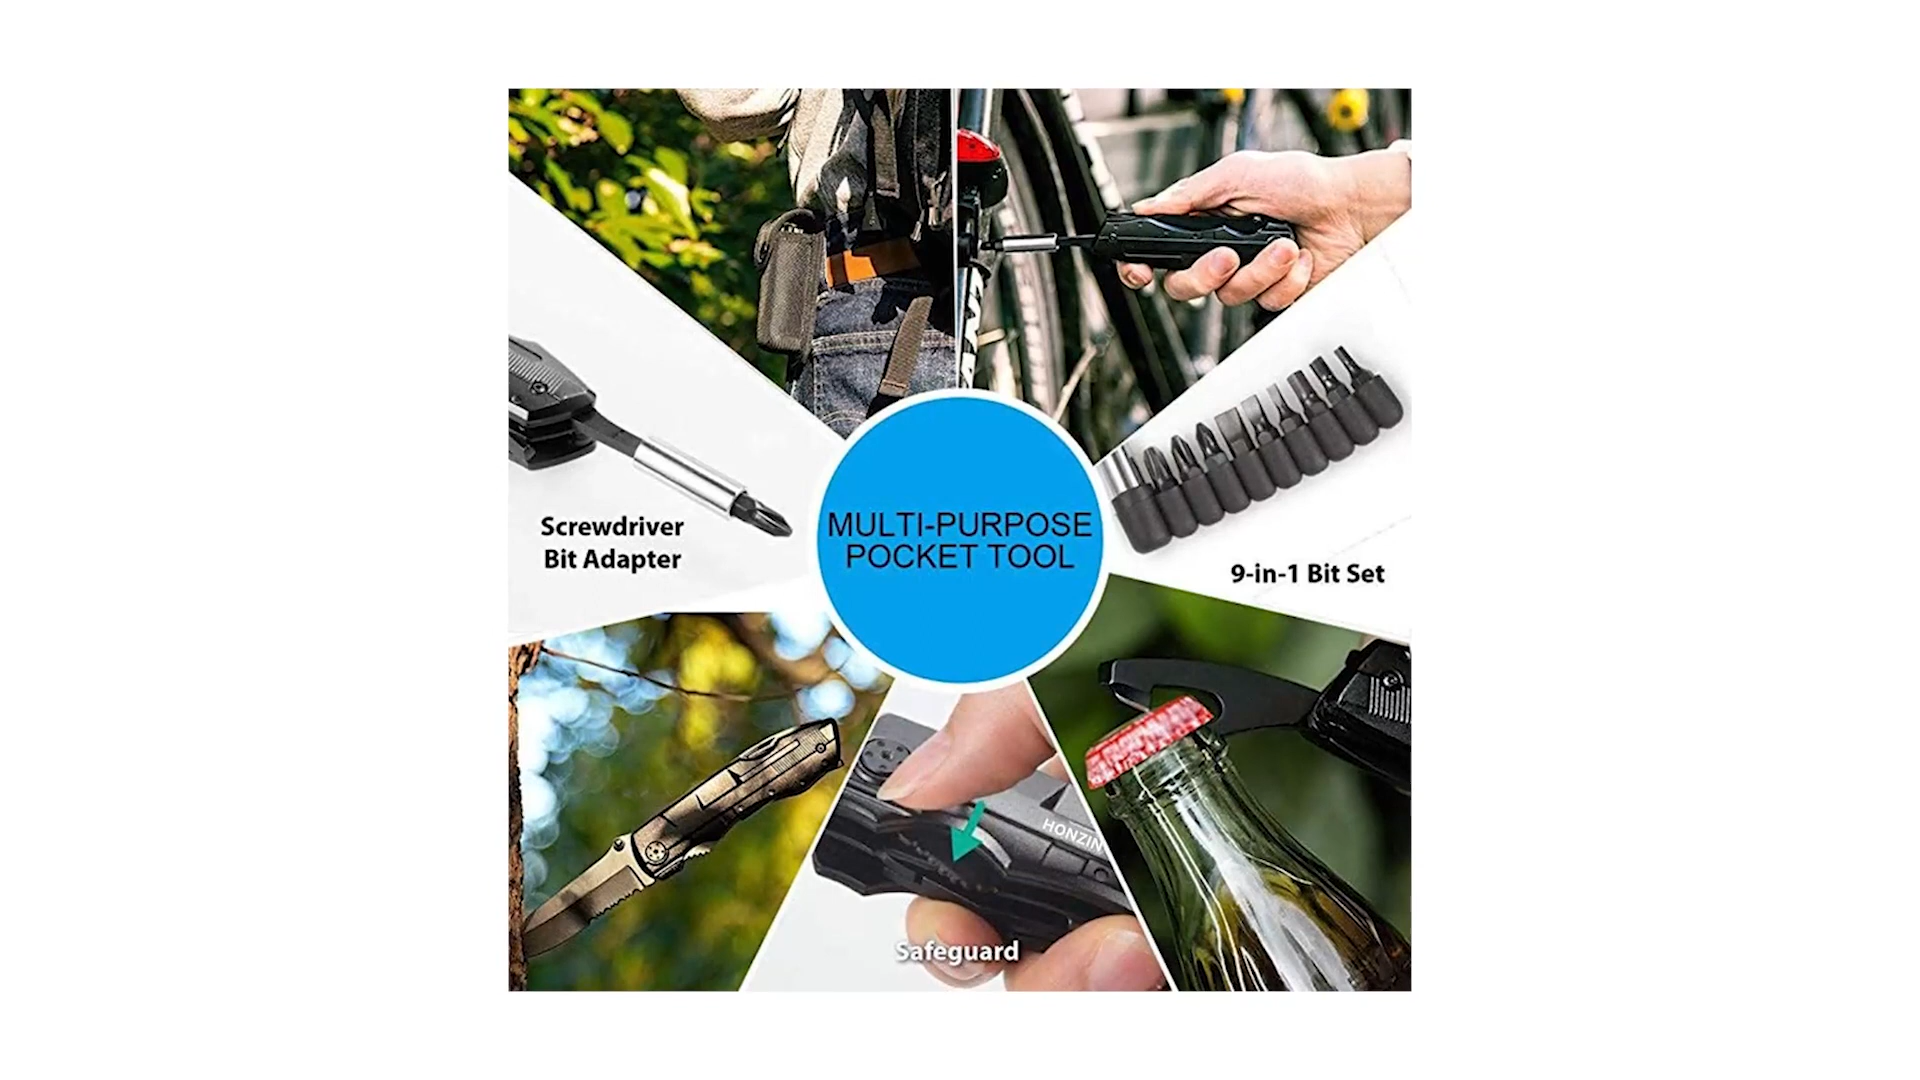 Screwdriver
Bit Adapter
MULTI-PURPOSE
POCKET TOOL
9-in-1 Bit Set
HONZIN
Safeguard